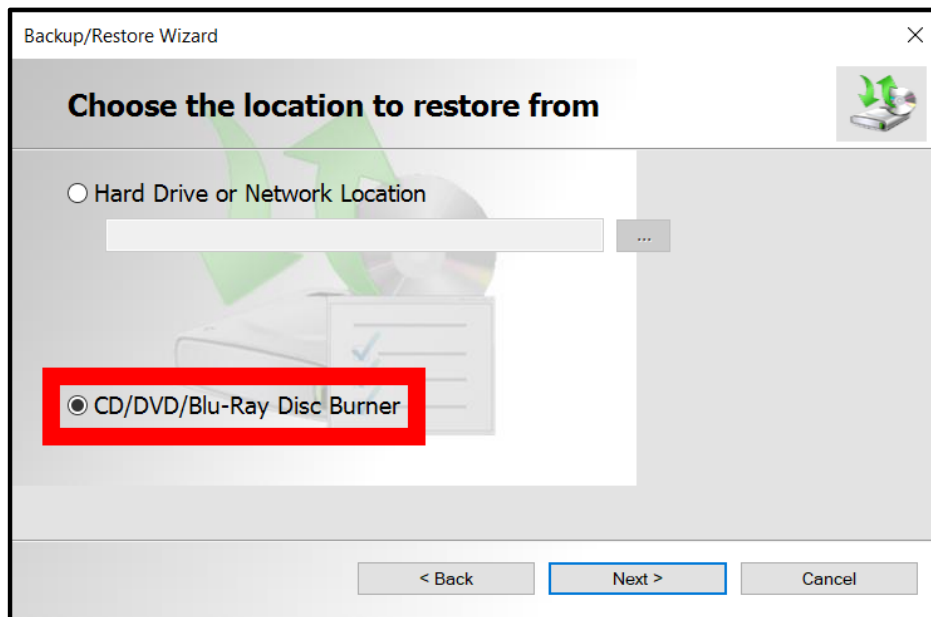 Backup/Restore Wizard
Choose the location to restore from
Hard Drive or Network Location
...
CD/DVD/Blu-Ray Disc Burner
< Back
Next >
Cancel